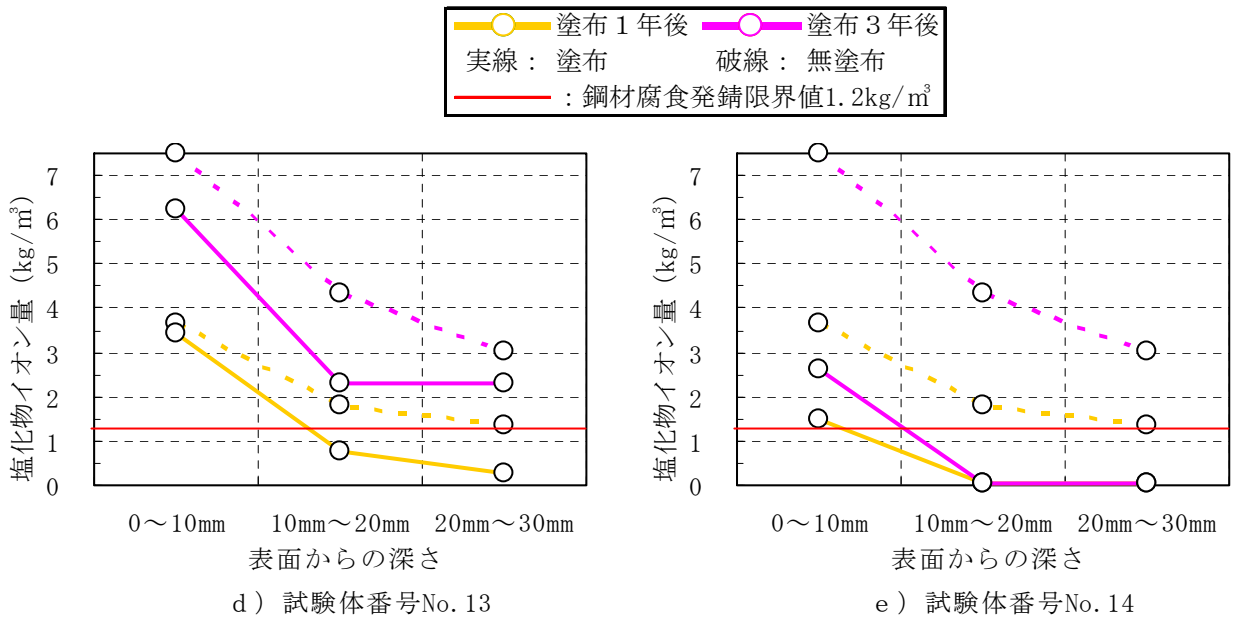 塗布１年後 塗布３年後
実線： 塗布 破線： 無塗布
：鋼材腐食発錆限界値1.2kg/㎥
塩化物イオン量 (kg/㎥)
7
6
5
4
3
2
1
0
0～10mm 10mm～20mm 20mm～30mm
表面からの深さ
ｄ）試験体番号No.13
塩化物イオン量 (kg/㎥)
7
6
5
4
3
2
1
0
0～10mm 10mm～20mm 20mm～30mm
表面からの深さ
ｅ）試験体番号No.14